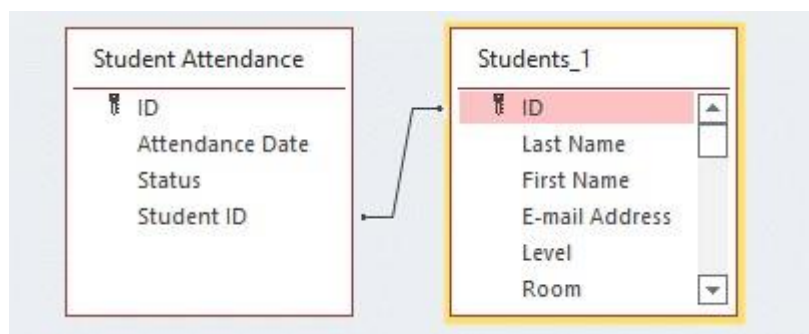 Student Attendance
ID
Attendance Date
Status
Student ID
Students_1
ID
Last Name
First Name
E-mail Address
Level
Room